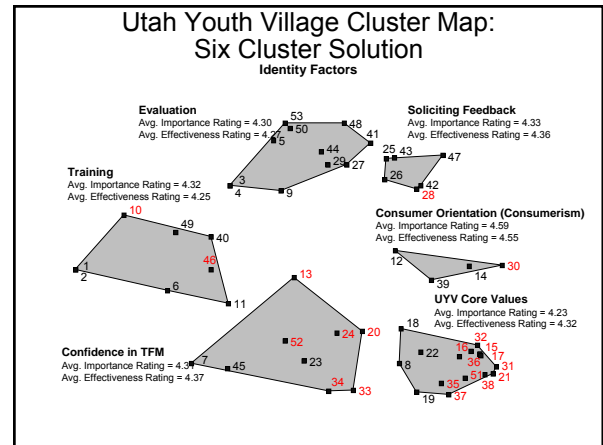 Utah Youth Village Cluster Map:
Six Cluster Solution
Identity Factors
Evaluation
Avg. Importance Rating = 4.30
Avg. Effectiveness Rating = 4.27
53
50
5
48
41
44
29
27
3
4
9
Soliciting Feedback
Avg. Importance Rating = 4.33
Avg. Effectiveness Rating = 4.36
25
43
47
26
42
28
Training
Avg. Importance Rating = 4.32
Avg. Effectiveness Rating = 4.25
10
49
40
46
1
2
6
11
Consumer Orientation (Consumerism)
Avg. Importance Rating = 4.59
Avg. Effectiveness Rating = 4.55
12
30
14
39
Confidence in TFM
Avg. Importance Rating = 4.3
Avg. Effectiveness Rating = 4.37
13
20
24
52
23
7
45
34
33
UYV Core Values
Avg. Importance Rating = 4.23
Avg. Effectiveness Rating = 4.32
18
32
22
16
15
17
36
8
31
51
21
35
38
19
37